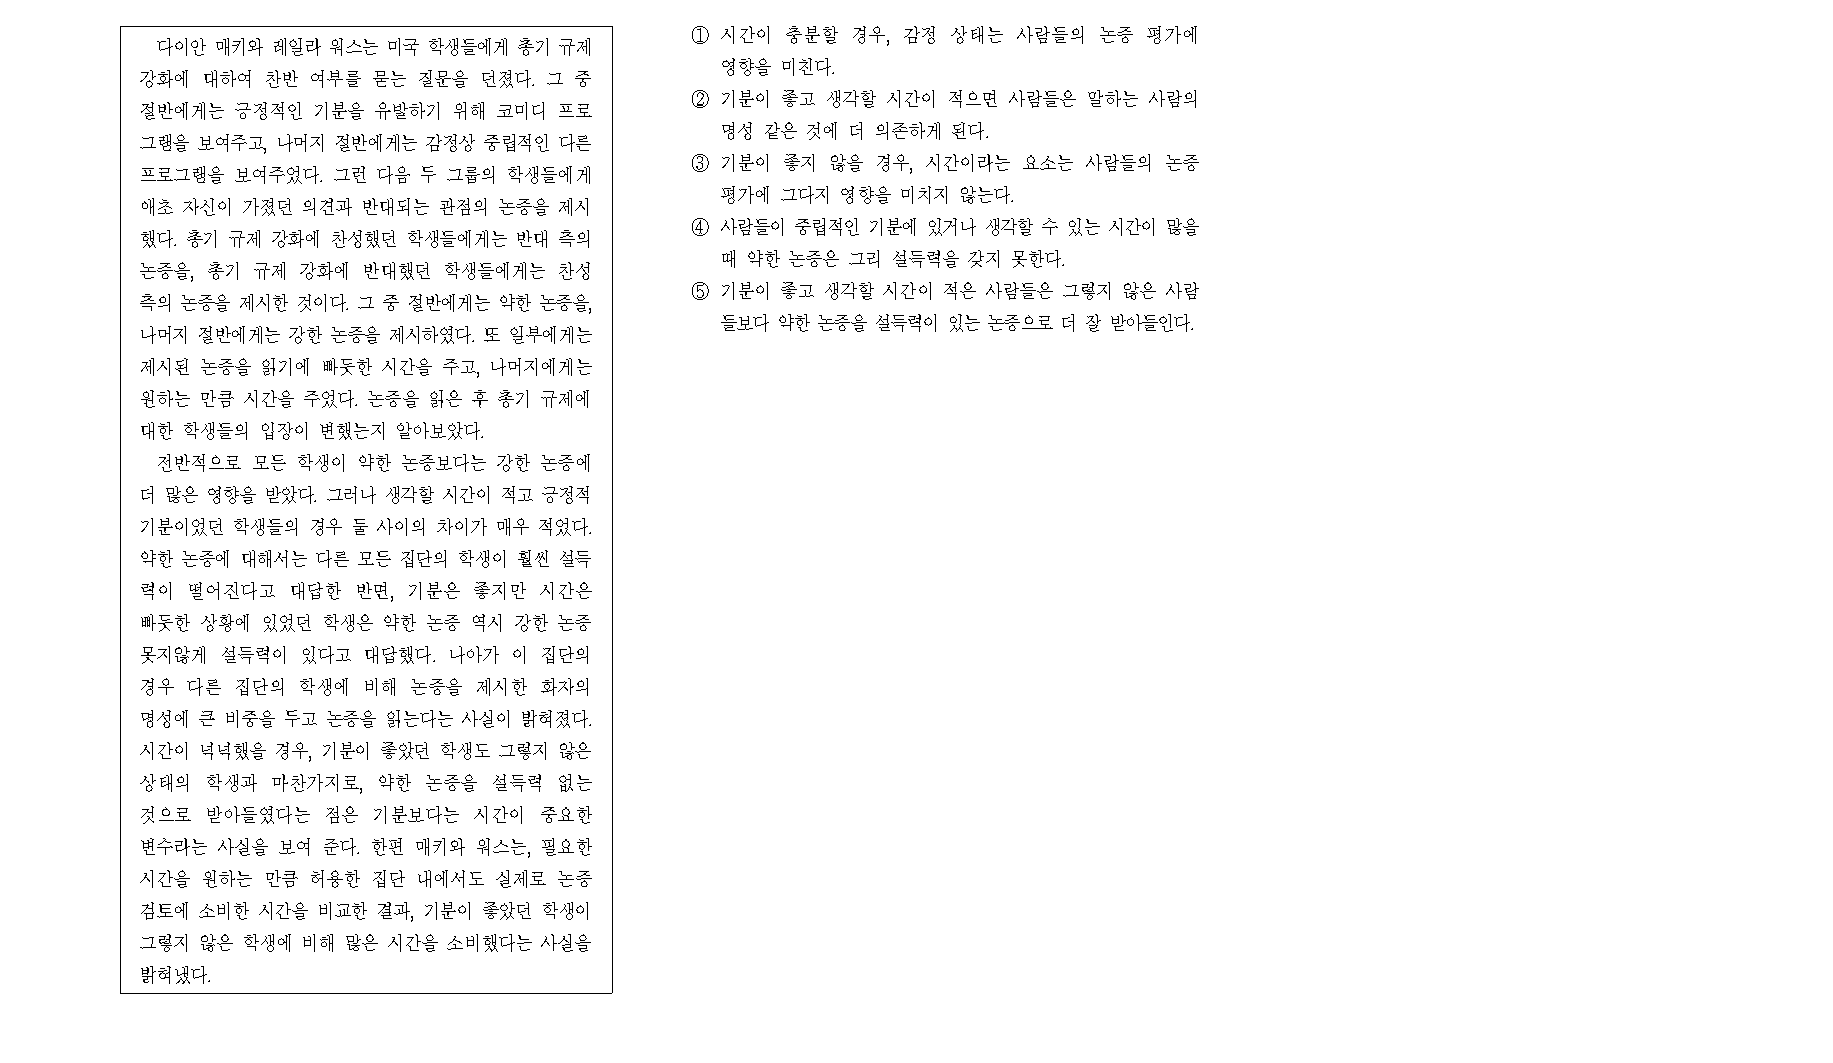 다이안 매키와 레일라 워스는 미국 학생들에게 총기 규제
강화에 대하여 찬반 여부를 묻는 질문을 던졌다. 그 중
절반에게는 긍정적인 기분을 유발하기 위해 코미디 프로
그램을 보여주고, 나머지 절반에게는 감정상 중립적인 다른
프로그램을 보여주었다. 그런 다음 두 그룹의 학생들에게
애초 자신이 가졌던 의견과 반대되는 관점의 논증을 제시
했다. 총기 규제 강화에 찬성했던 학생들에게는 반대 측의
논증을, 총기 규제 강화에 반대했던 학생들에게는 찬성
측의 논증을 제시한 것이다. 그 중 절반에게는 약한 논증을,
나머지 절반에게는 강한 논증을 제시하였다. 또 일부에게는
제시된 논증을 읽기에 빠듯한 시간을 주고, 나머지에게는
원하는 만큼 시간을 주었다. 논증을 읽은 후 총기 규제에
대한 학생들의 입장이 변했는지 알아보았다.
전반적으로 모든 학생이 약한 논증보다는 강한 논증에
더 많은 영향을 받았다. 그러나 생각할 시간이 적고 긍정적
기분이었던 학생들의 경우 둘 사이의 차이가 매우 적었다.
약한 논증에 대해서는 다른 모든 집단의 학생이 훨씬 설득
력이 떨어진다고 대답한 반면, 기분은 좋지만 시간은
빠듯한 상황에 있었던 학생은 약한 논증 역시 강한 논증
못지않게 설득력이 있다고 대답했다. 나아가 이 집단의
경우 다른 집단의 학생에 비해 논증을 제시한 화자의
명성에 큰 비중을 두고 논증을 읽는다는 사실이 밝혀졌다.
시간이 넉넉했을 경우, 기분이 좋았던 학생도 그렇지 않은
상태의 학생과 마찬가지로, 약한 논증을 설득력 없는
것으로 받아들였다는 점은 기분보다는 시간이 중요한
변수라는 사실을 보여 준다. 한편 매키와 워스는, 필요한
시간을 원하는 만큼 허용한 집단 내에서도 실제로 논증
검토에 소비한 시간을 비교한 결과, 기분이 좋았던 학생이
그렇지 않은 학생에 비해 많은 시간을 소비했다는 사실을
밝혀냈다.
① 시간이 충분할 경우, 감정 상태는 사람들의 논증 평가에
영향을 미친다.
② 기분이 좋고 생각할 시간이 적으면 사람들은 말하는 사람의
명성 같은 것에 더 의존하게 된다.
③ 기분이 좋지 않을 경우, 시간이라는 요소는 사람들의 논증
평가에 그다지 영향을 미치지 않는다.
④ 사람들이 중립적인 기분에 있거나 생각할 수 있는 시간이 많을
때 약한 논증은 그리 설득력을 갖지 못한다.
⑤ 기분이 좋고 생각할 시간이 적은 사람들은 그렇지 않은 사람
들보다 약한 논증을 설득력이 있는 논증으로 더 잘 받아들인다.